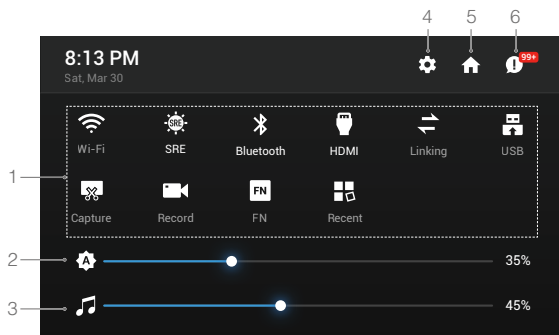 4 5 6
8:13 PM
99+
Sat, Mar 30
SRE
Wi-Fi SRE Bluetooth HDMI Linking USB
1
FN
Capture Record FN Recent
2 A 35%
3 45%